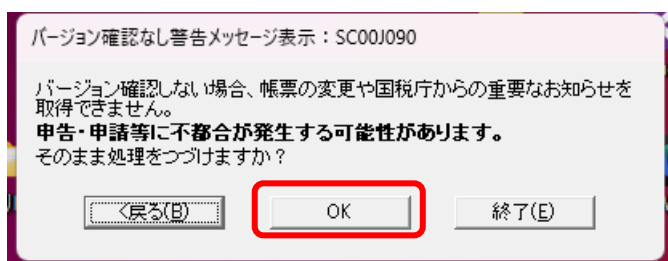 バージョン確認なし警告メッセージ表示：SC00J090
バージョン確認しない場合、帳票の変更や国税庁からの重要なお知らせを
取得できません。
申告・申請等に不都合が発生する可能性があります。
そのまま処理をつづけますか？
<戻る(B)
OK
終了(E)